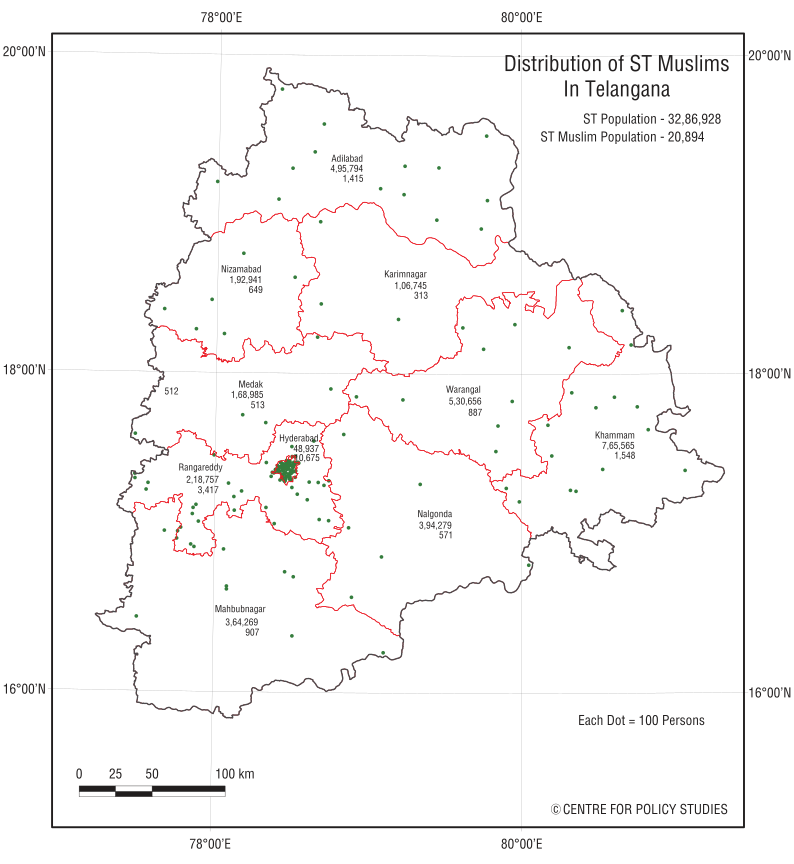 78°00'E 80°00'E
20°00'N 20°00'N
Distribution of ST Muslims
In Telangana
ST Population - 32,86,928
ST Muslim Population - 20,894
Adilabad
4,95,794
1,415
Nizamabad
1,92,941
649
Karimnagar
1,06,745
313
18°00'N 18°00'N
512
Medak
1,68,985
513
Warangal
5,30,656
887
Hyderabad
48,937
10,675
Khammam
7,65,565
1,548
Rangareddy
2,18,757
3,417
Nalgonda
3,94,279
571
Mahbubnagar
3,64,269
907
16°00'N 16°00'N
Each Dot = 100 Persons
0 25 50 100 km
© CENTRE FOR POLICY STUDIES
78°00'E 80°00'E